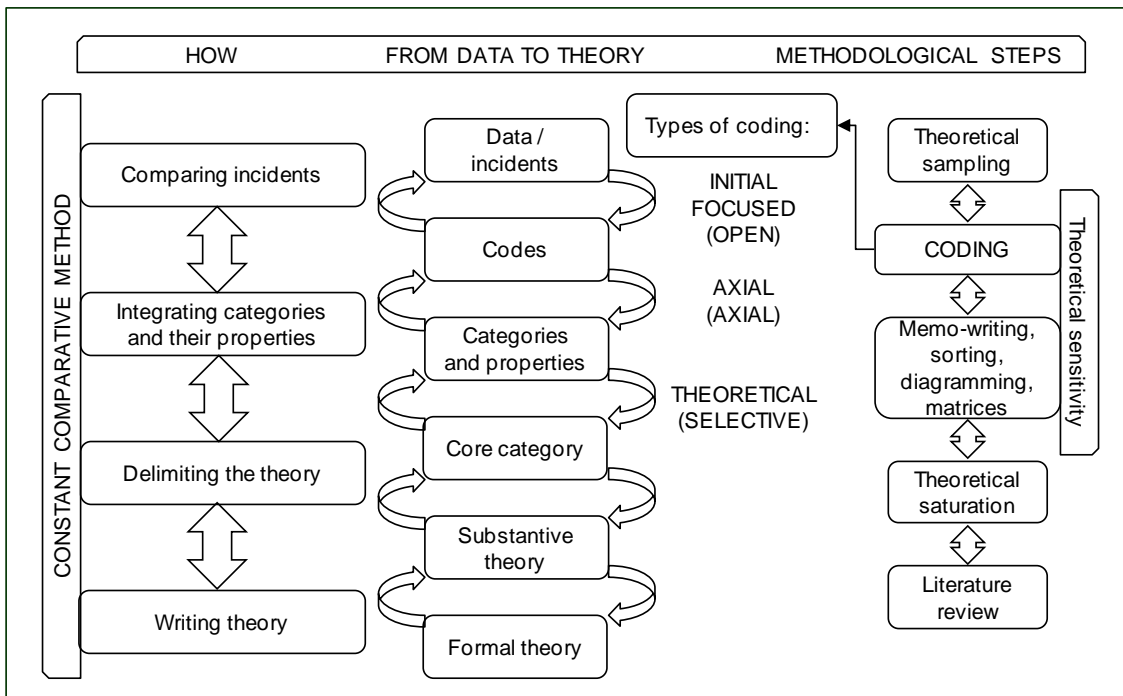 HOW
FROM DATA TO THEORY
METHODOLOGICAL STEPS
CONSTANT COMPARATIVE METHOD
Comparing incidents
Integrating categories
and their properties
Delimiting the theory
Writing theory
Data /
incidents
Codes
Categories
and properties
Core category
Substantive
theory
Formal theory
Types of coding:
INITIAL
FOCUSED
(OPEN)
AXIAL
(AXIAL)
THEORETICAL
(SELECTIVE)
Theoretical
sampling
CODING
Memo-writing,
sorting,
diagramming,
matrices
Theoretical
saturation
Literature
review
Theoretical sensitivity